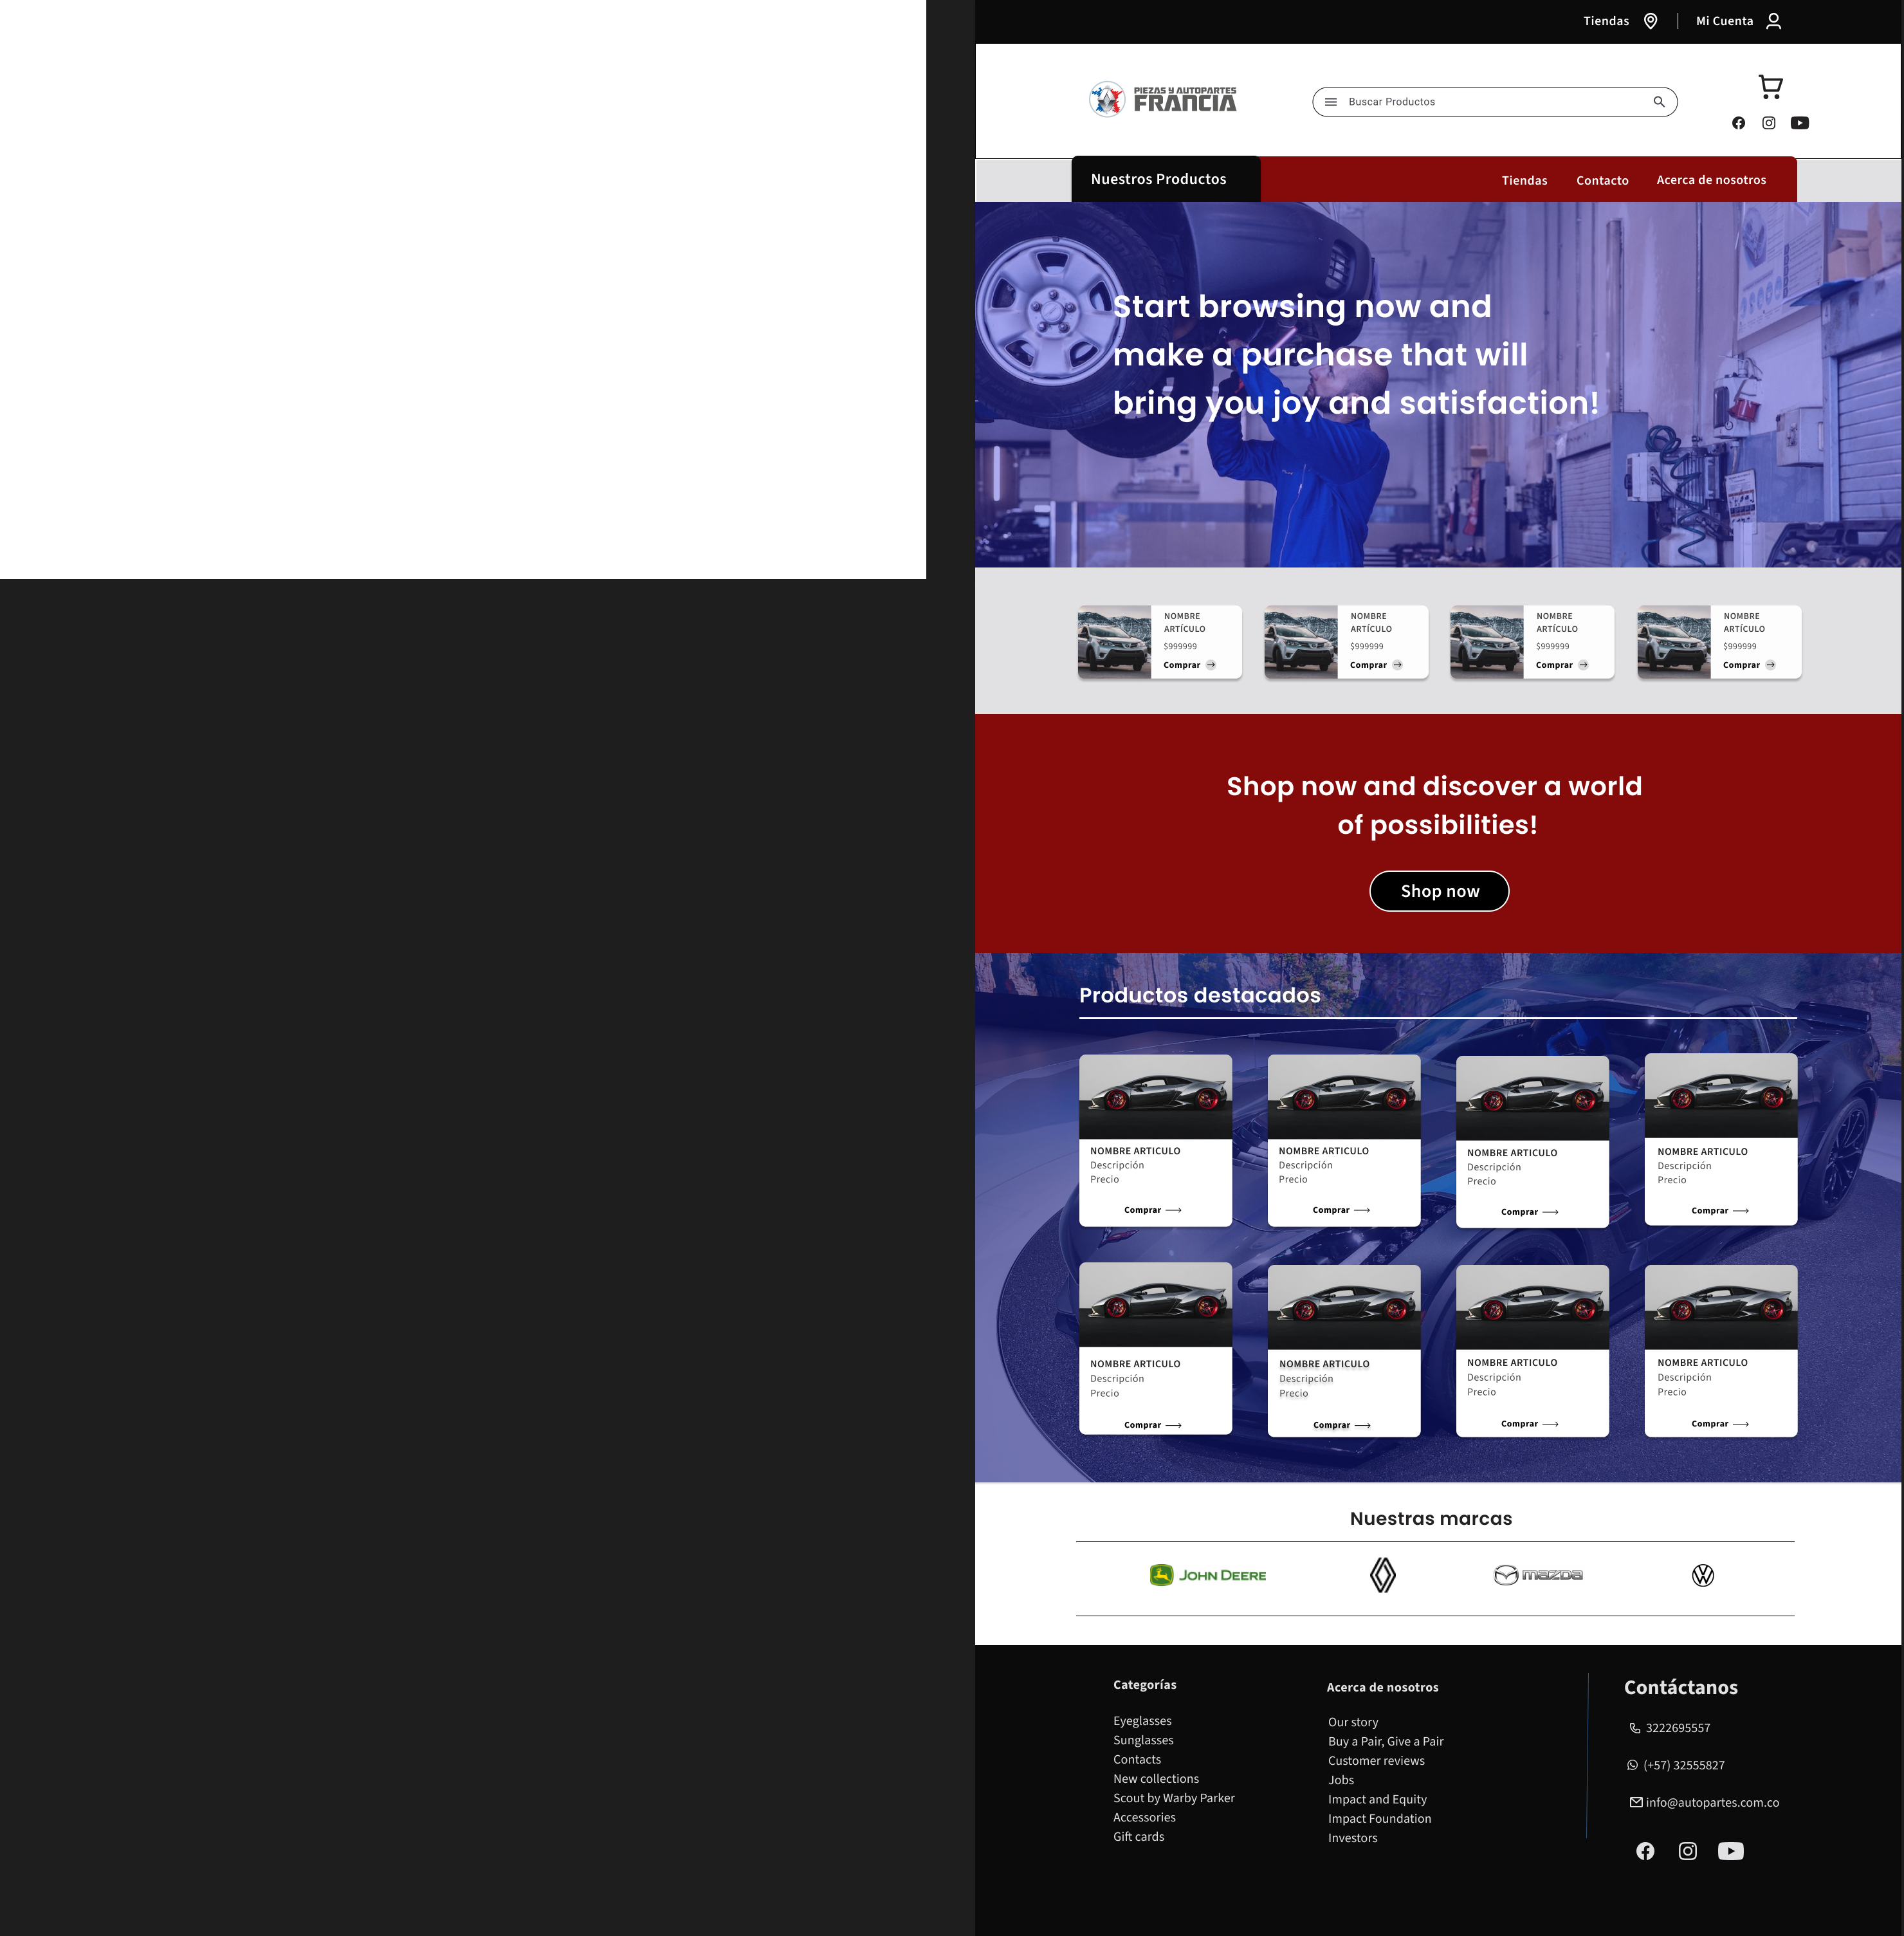 Tiendas
Mi Cuenta
PIEZAS Y AUTOPARTES
FRANCIA
Buscar Productos
Nuestros Productos
Tiendas
Contacto
Acerca de nosotros
Start browsing now and
make a purchase that will
bring you joy and satisfaction!
NOMBRE
ARTÍCULO
$999999
Comprar
NOMBRE
ARTÍCULO
$999999
Comprar
NOMBRE
ARTÍCULO
$999999
Comprar
NOMBRE
ARTÍCULO
$999999
Comprar
Shop now and discover a world
of possibilities!
Shop now
Productos destacados
NOMBRE ARTICULO
Descripción
Precio
Comprar
NOMBRE ARTICULO
Descripción
Precio
Comprar
NOMBRE ARTICULO
Descripción
Precio
Comprar
NOMBRE ARTICULO
Descripción
Precio
Comprar
NOMBRE ARTICULO
Descripción
Precio
Comprar
NOMBRE ARTICULO
Descripción
Precio
Comprar
NOMBRE ARTICULO
Descripción
Precio
Comprar
NOMBRE ARTICULO
Descripción
Precio
Comprar
Nuestras marcas
JOHN DEERE
mazda
Categorías
Eyeglasses
Sunglasses
Contacts
New collections
Scout by Warby Parker
Accessories
Gift cards
Acerca de nosotros
Our story
Buy a Pair, Give a Pair
Customer reviews
Jobs
Impact and Equity
Impact Foundation
Investors
Contáctanos
3222695557
(+57) 32555827
info@autopartes.com.co